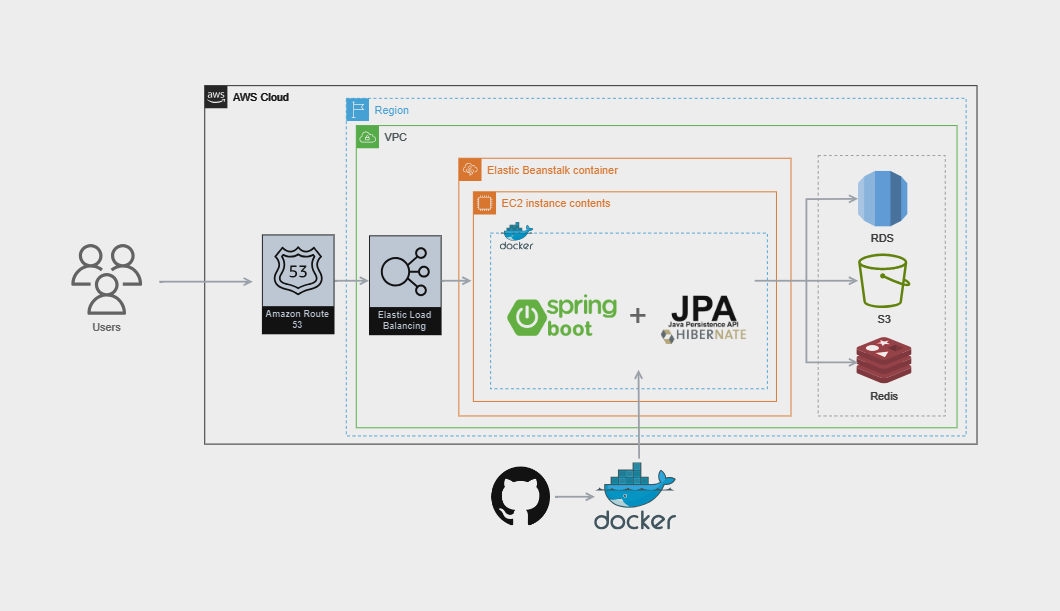 aws
AWS Cloud
Region
VPC
Elastic Beanstalk container
EC2 instance contents
docker
Users
53
Amazon Route
53
Elastic Load
Balancing
spring
boot
+
JPA
Java Persistence API
HIBERNATE
RDS
S3
Redis
docker